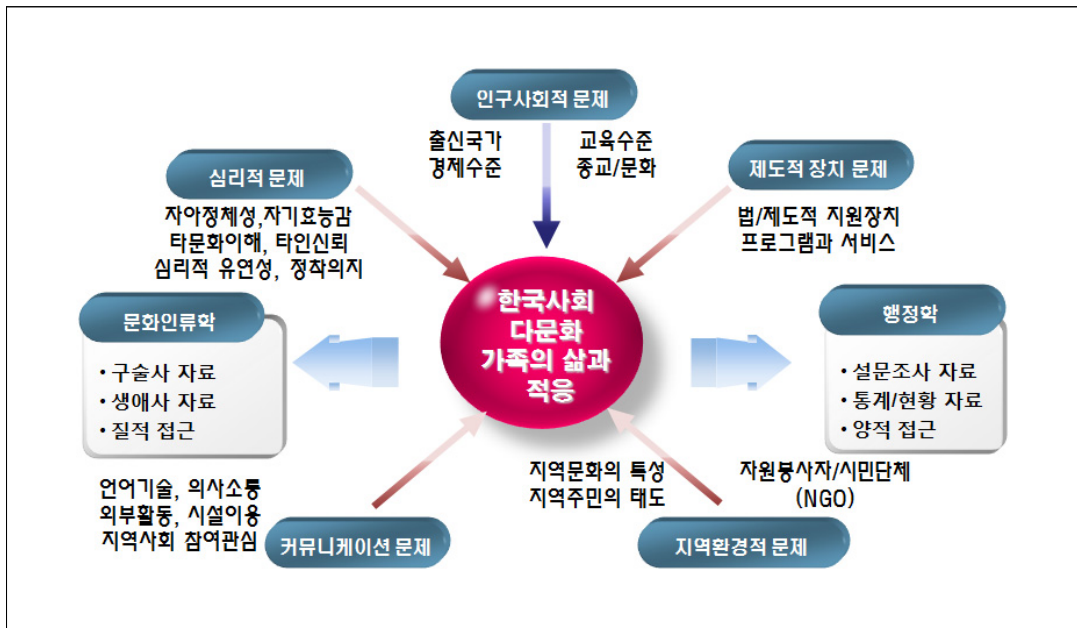 인구사회적 문제
출신국가
경제수준
교육수준
종교/문화
심리적 문제
자아정체성,자기효능감
타문화이해, 타인신뢰
심리적 유연성, 정착의지
제도적 장치 문제
법/제도적 지원장치
프로그램과 서비스
한국사회
다문화
가족의 삶과
적응
문화인류학
• 구술사 자료
• 생애사 자료
• 질적 접근
행정학
• 설문조사 자료
• 통계/현황 자료
• 양적 접근
언어기술, 의사소통
외부활동, 시설이용
지역사회 참여관심
커뮤니케이션 문제
지역문화의 특성
지역주민의 태도
자원봉사자/시민단체
(NGO)
지역환경적 문제